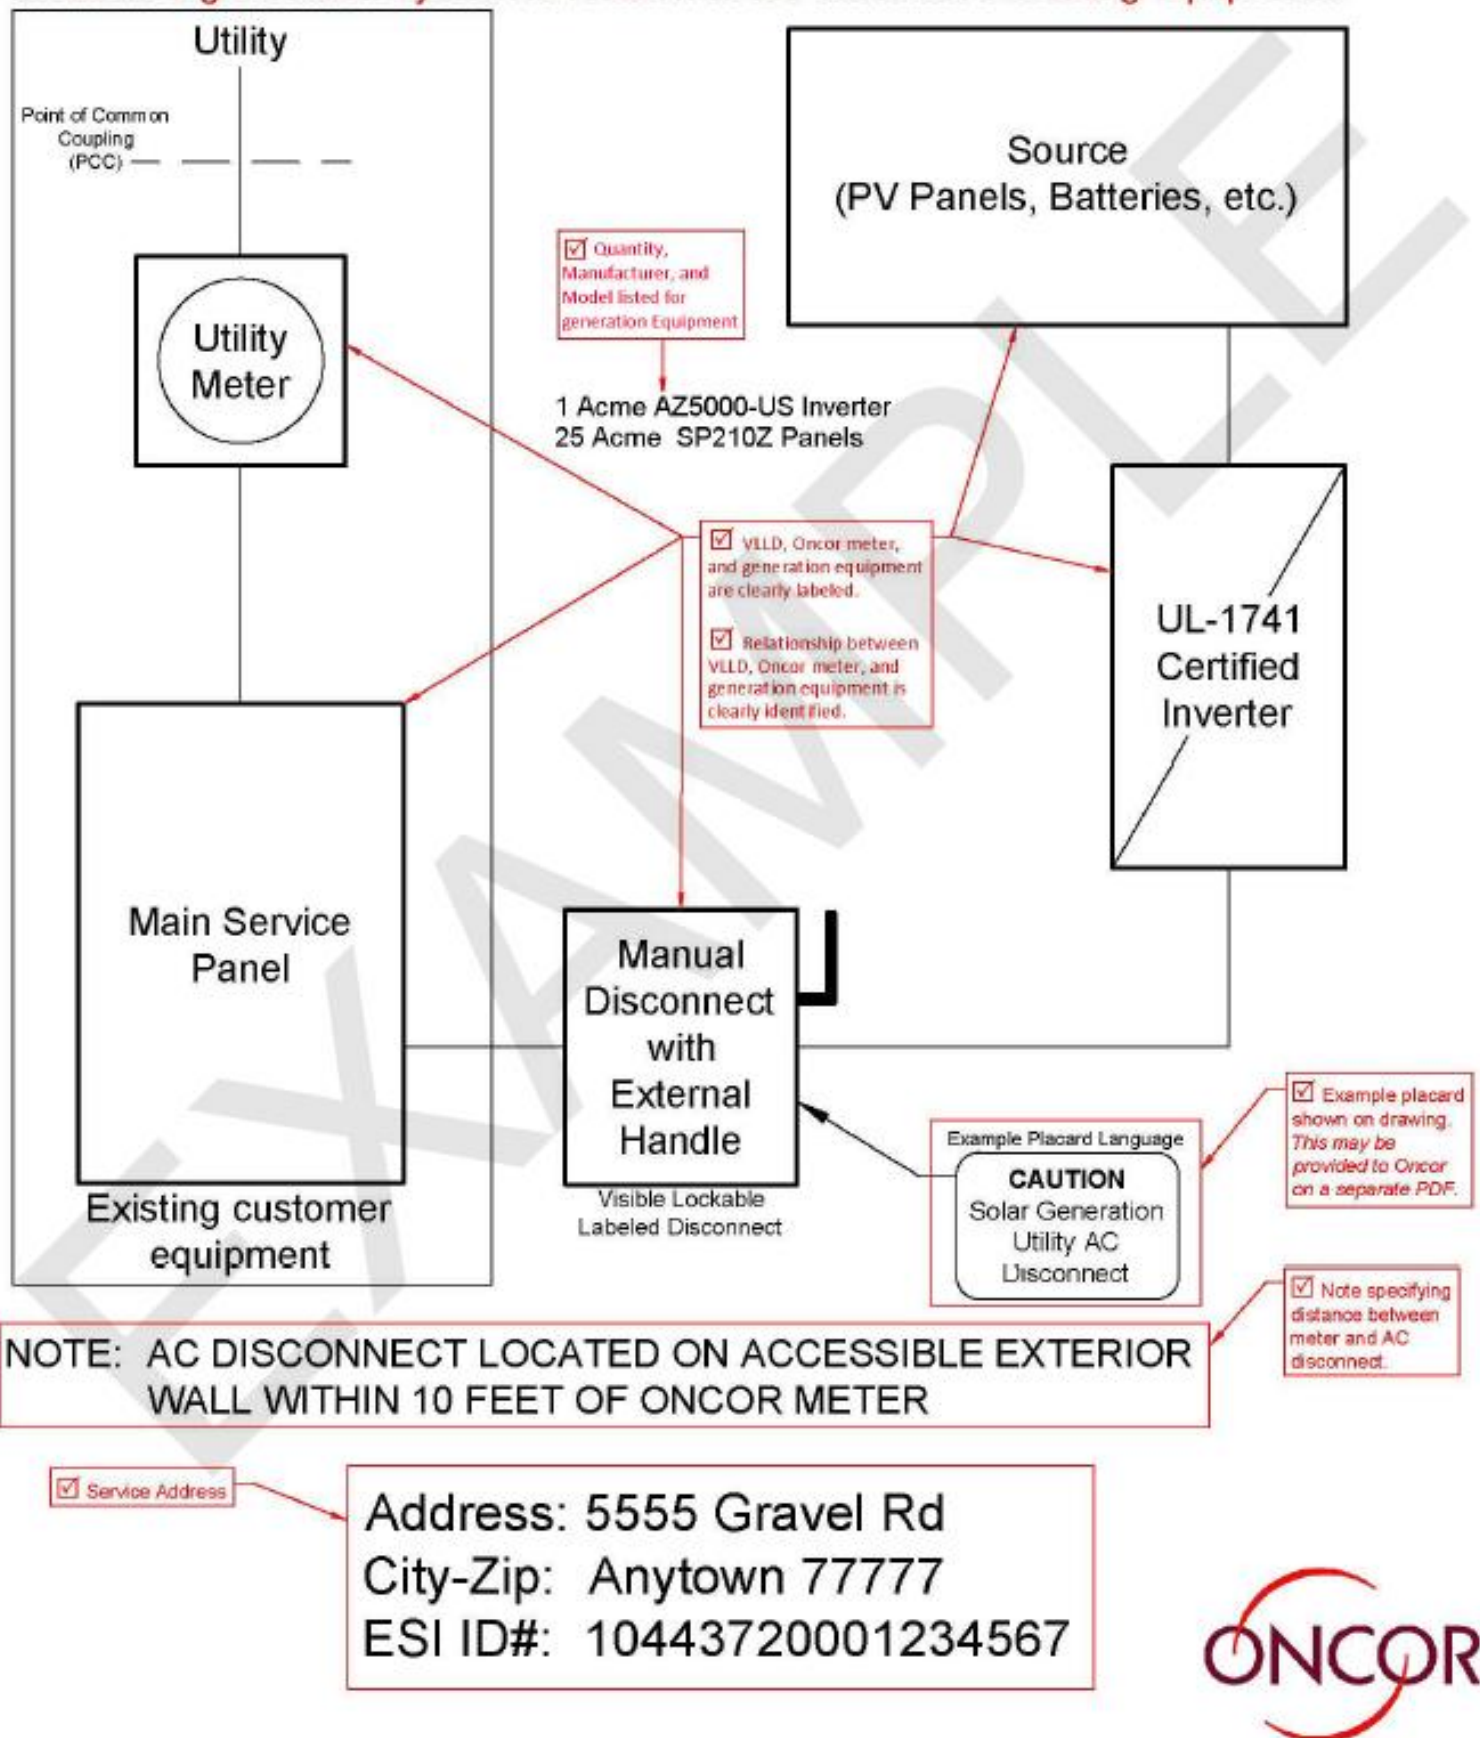 Utility
Point of Common
Coupling
(PCC)
Source
(PV Panels, Batteries, etc.)
Quantity,
Manufacturer, and
Model listed for
generation Equipment
Utility
Meter
1 Acme AZ5000-US Inverter
25 Acme SP210Z Panels
VLLD, Oncor meter,
and generation equipment
are clearly labeled.
Relationship between
VLLD, Oncor meter, and
generation equipment is
clearly identified.
UL-1741
Certified
Inverter
Main Service
Panel
Manual
Disconnect
with
External
Handle
Visible Lockable
Labeled Disconnect
Existing customer
equipment
Example Placard Language
CAUTION
Solar Generation
Utility AC
Disconnect
Example placard
shown on drawing.
This may be
provided to Oncor
on a separate PDF.
Note specifying
distance between
meter and AC
disconnect.
NOTE: AC DISCONNECT LOCATED ON ACCESSIBLE EXTERIOR
WALL WITHIN 10 FEET OF ONCOR METER
Service Address
Address: 5555 Gravel Rd
City-Zip: Anytown 77777
ESI ID#: 10443720001234567
ONCOR
EXAMPLE